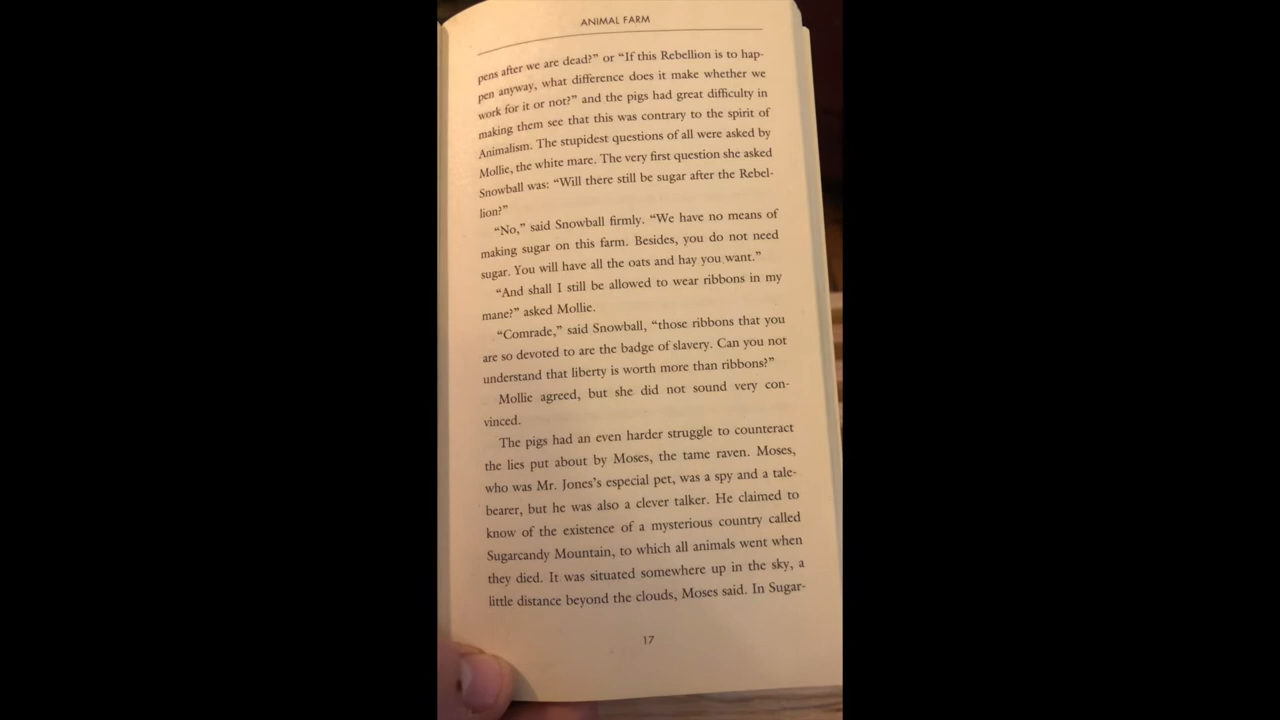 ANIMAL FARM
pens after we are dead?” or “If this Rebellion is to hap-
pen anyway, what difference does it make whether we
work for it or not?” and the pigs had great difficulty in
making them see that this was contrary to the spirit of
Animalism. The stupidest questions of all were asked by
Mollie, the white mare. The very first question she asked
Snowball was: “Will there still be sugar after the Rebel-
lion?”
“No,” said Snowball firmly. “We have no means of
making sugar on this farm. Besides, you do not need
sugar. You will have all the oats and hay you want.”
“And shall I still be allowed to wear ribbons in my
mane?” asked Mollie.
“Comrade,” said Snowball, “those ribbons that you
are so devoted to are the badge of slavery. Can you not
understand that liberty is worth more than ribbons?”
Mollie agreed, but she did not sound very con-
vinced.
The pigs had an even harder struggle to counteract
the lies put about by Moses, the tame raven. Moses,
who was Mr. Jones’s especial pet, was a spy and a tale-
bearer, but he was also a clever talker. He claimed to
know of the existence of a mysterious country called
Sugarcandy Mountain, to which all animals went when
they died. It was situated somewhere up in the sky, a
little distance beyond the clouds, Moses said. In Sugar-
17